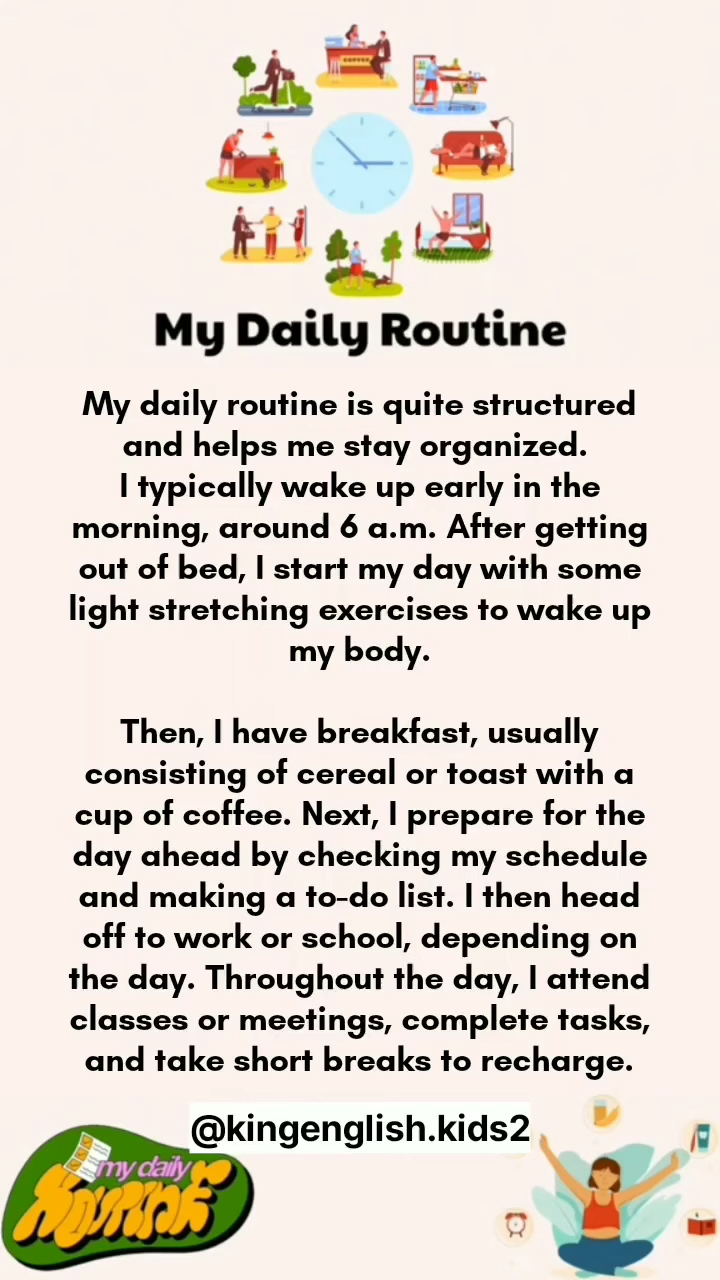 COFFEE
My Daily Routine
My daily routine is quite structured
and helps me stay organized.
I typically wake up early in the
morning, around 6 a.m. After getting
out of bed, I start my day with some
light stretching exercises to wake up
my body.
Then, I have breakfast, usually
consisting of cereal or toast with a
cup of coffee. Next, I prepare for the
day ahead by checking my schedule
and making a to-do list. I then head
off to work or school, depending on
the day. Throughout the day, I attend
classes or meetings, complete tasks,
and take short breaks to recharge.
@kingenglish.kids2
my daily
ROUTINE